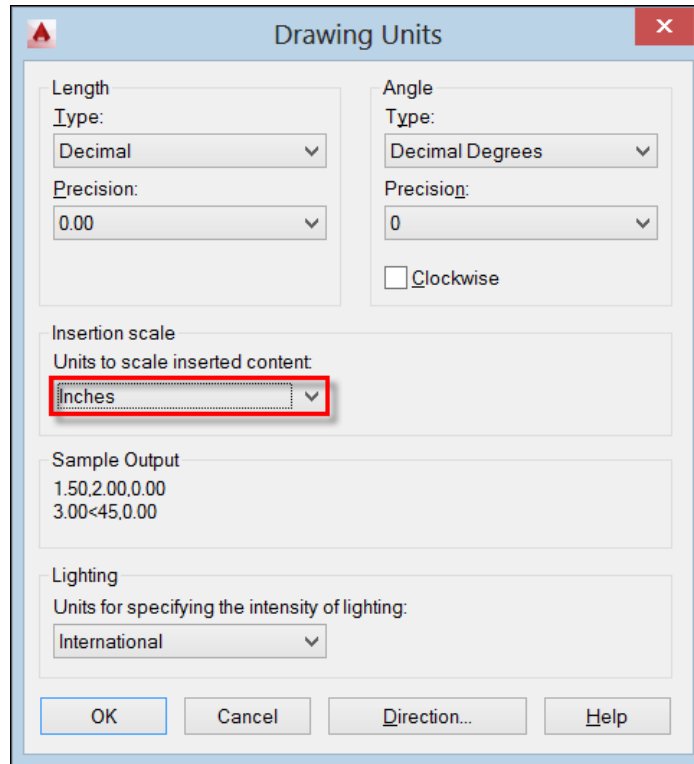 Drawing Units
Length
Type:
Decimal
Precision:
0.00
Angle
Type:
Decimal Degrees
Precision:
0
Clockwise
Insertion scale
Units to scale inserted content:
Inches
Sample Output
1.50,2.00,0.00
3.00<45,0.00
Lighting
Units for specifying the intensity of lighting:
International
OK
Cancel
Direction...
Help